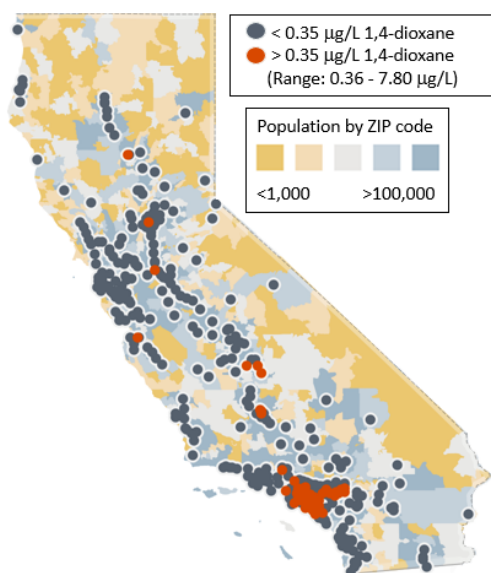 < 0.35 µg/L 1,4-dioxane
> 0.35 µg/L 1,4-dioxane
(Range: 0.36 - 7.80 µg/L)
Population by ZIP code
<1,000 >100,000